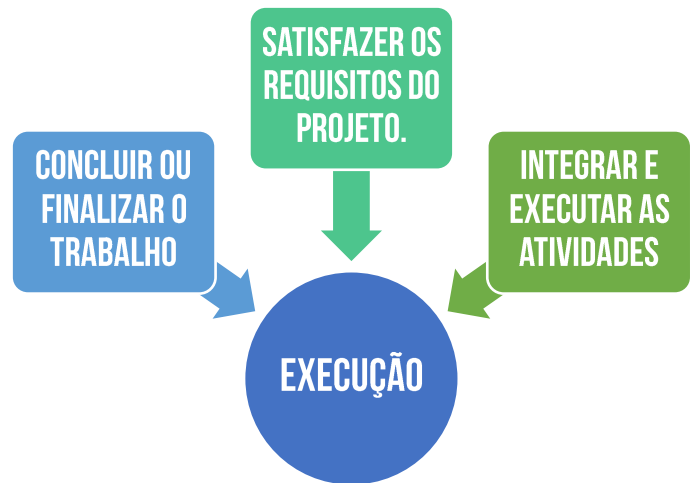 SATISFAZER OS
REQUISITOS DO
PROJETO.
CONCLUIR OU
FINALIZAR O
TRABALHO
INTEGRAR E
EXECUTAR AS
ATIVIDADES
EXECUÇÃO